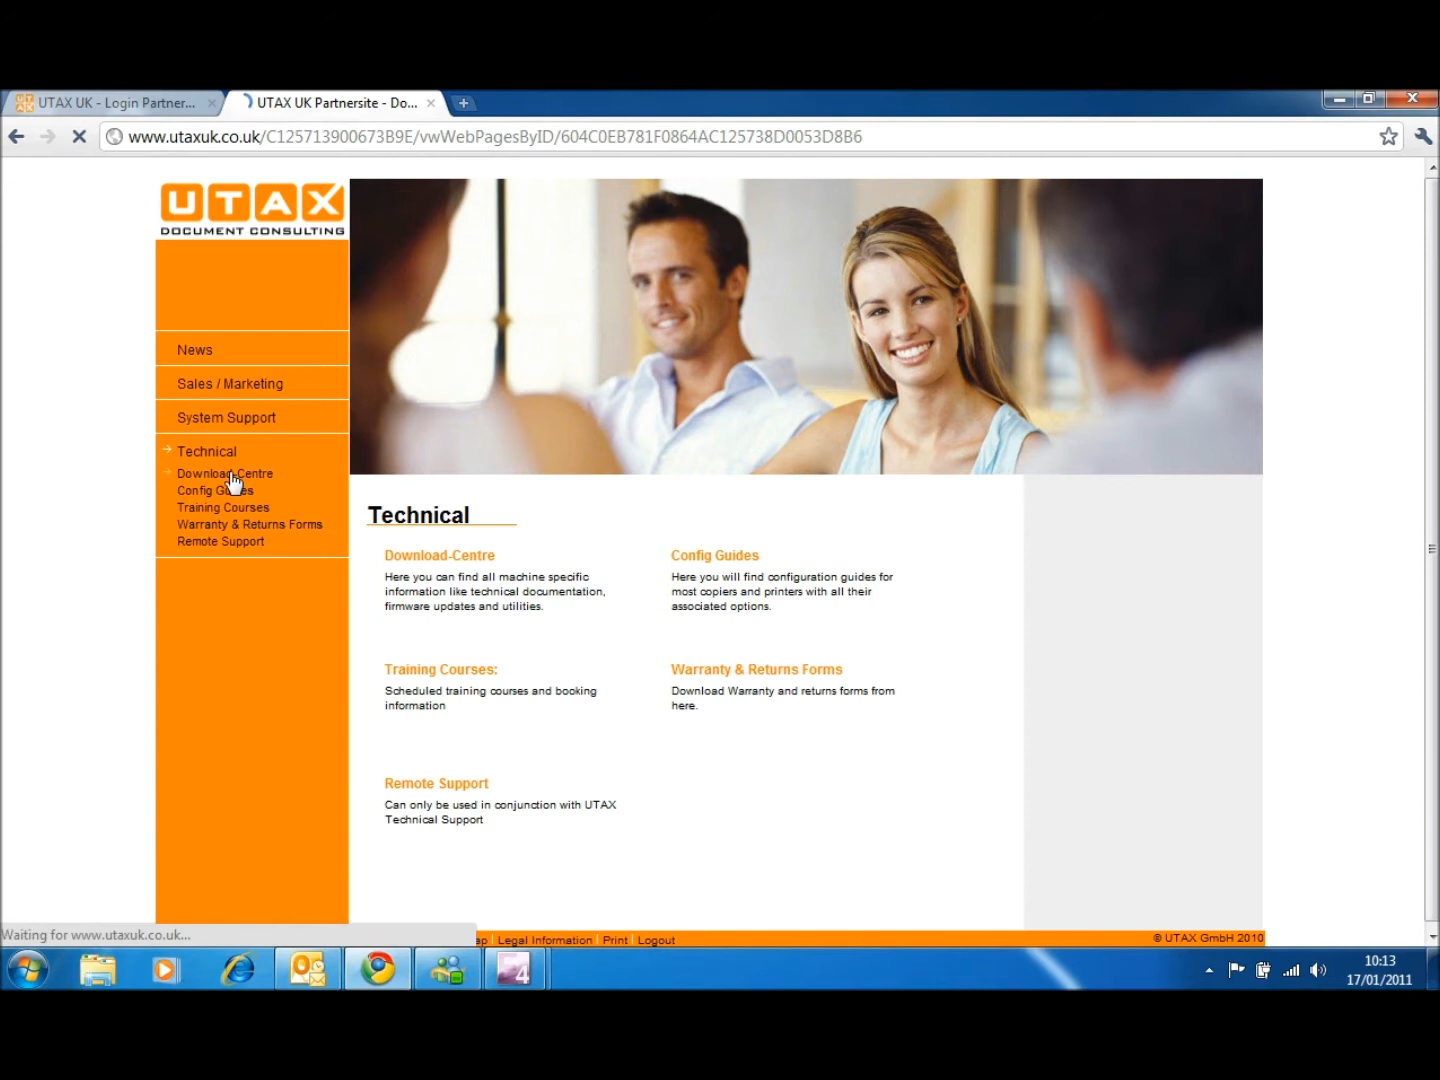 UTAX UK - Login Partner...
UTAX UK Partnersite - Do...
www.utaxuk.co.uk/C125713900673B9E/vwWebPagesByID/604C0EB781F0864AC125738D0053D8B6
UTAX
DOCUMENT CONSULTING
News
Sales / Marketing
System Support
Technical
Download-Centre
Config
Training Courses
Warranty & Returns Forms
Remote Support
Technical
Download-Centre
Here you can find all machine specific
information like technical documentation,
firmware updates and utilities.
Config Guides
Here you will find configuration guides for
most copiers and printers with all their
associated options.
Training Courses:
Scheduled training courses and booking
information
Warranty & Returns Forms
Download Warranty and returns forms from
here.
Remote Support
Can only be used in conjunction with UTAX
Technical Support
Waiting for www.utaxuk.co.uk...
Legal Information | Print | Logout
© UTAX GmbH 2010
4
10:13
17/01/2011